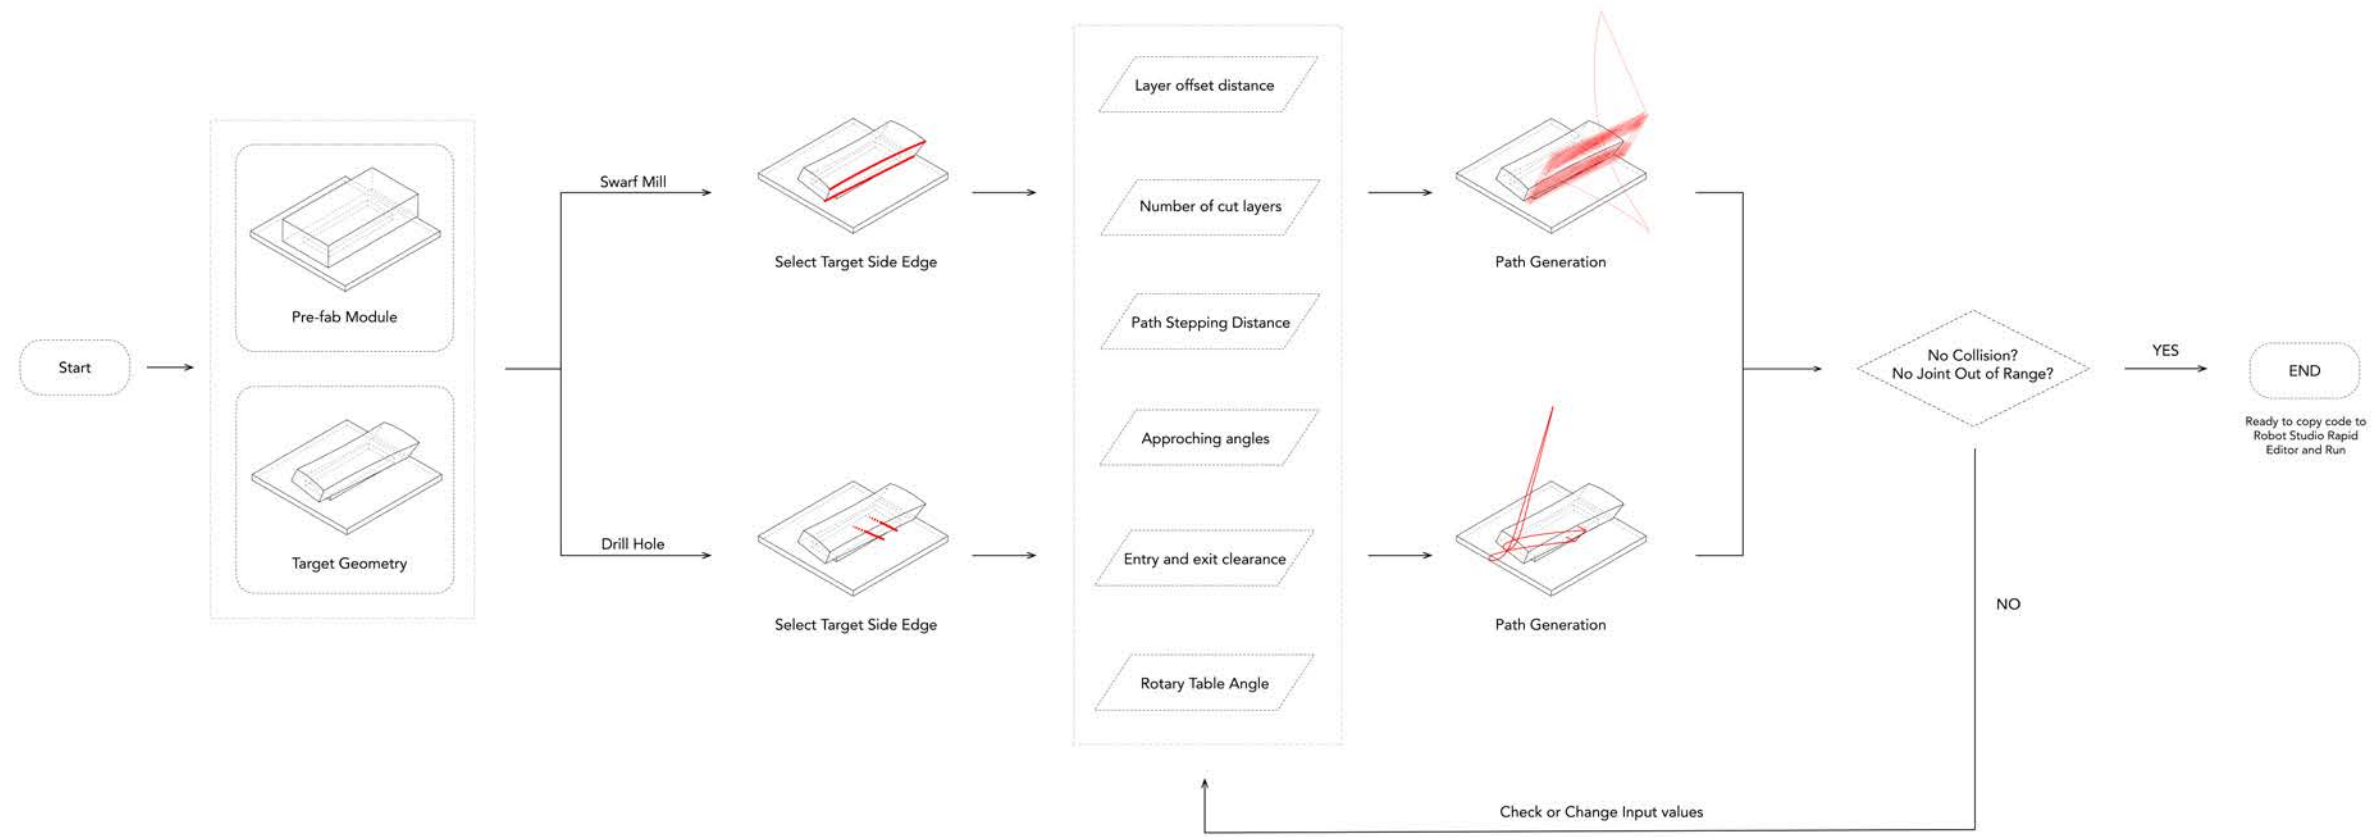 Start
Pre-fab Module
Target Geometry
Swarf Mill
Select Target Side Edge
Drill Hole
Select Target Side Edge
Layer offset distance
Number of cut layers
Path Stepping Distance
Approching angles
Entry and exit clearance
Rotary Table Angle
Path Generation
Path Generation
No Collision?
No Joint Out of Range?
YES
END
Ready to copy code to
Robot Studio Rapid
Editor and Run
NO
Check or Change Input values